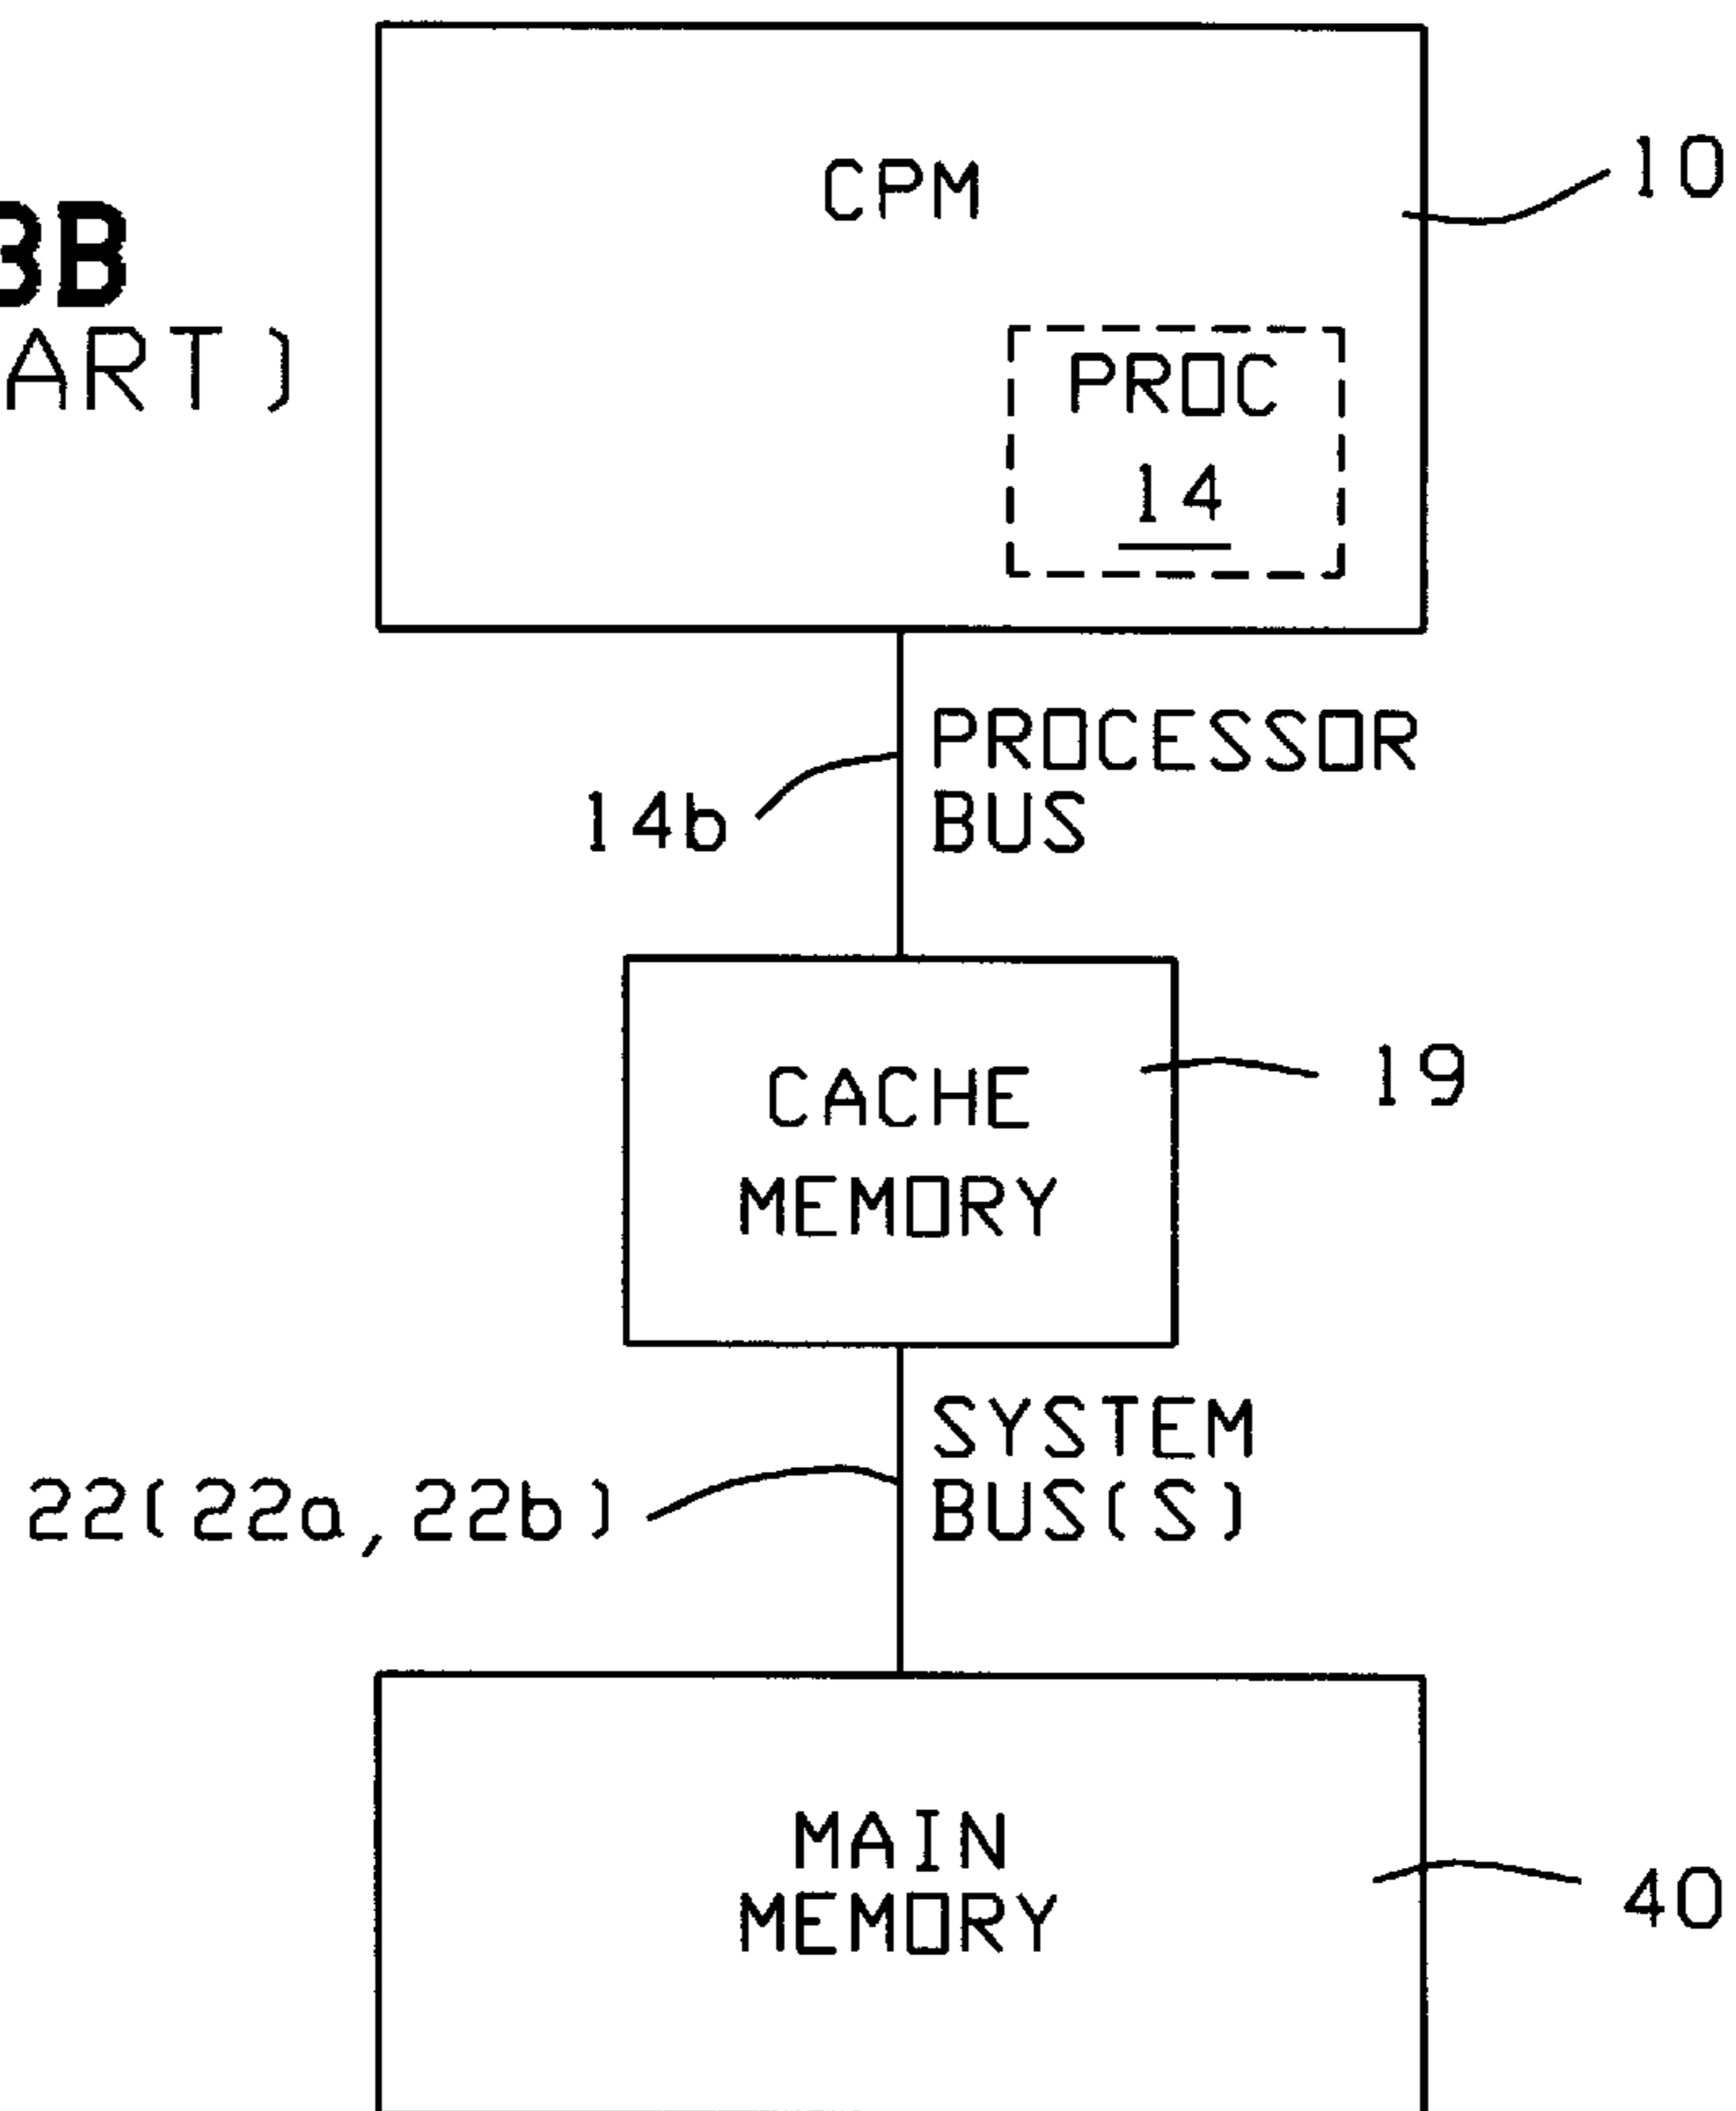 CPM
10
3B
ART)
PROC
14
PROCESSOR
BUS
14b
CACHE
MEMORY
19
SYSTEM
BUS(S)
22(22a,22b)
MAIN
MEMORY
40